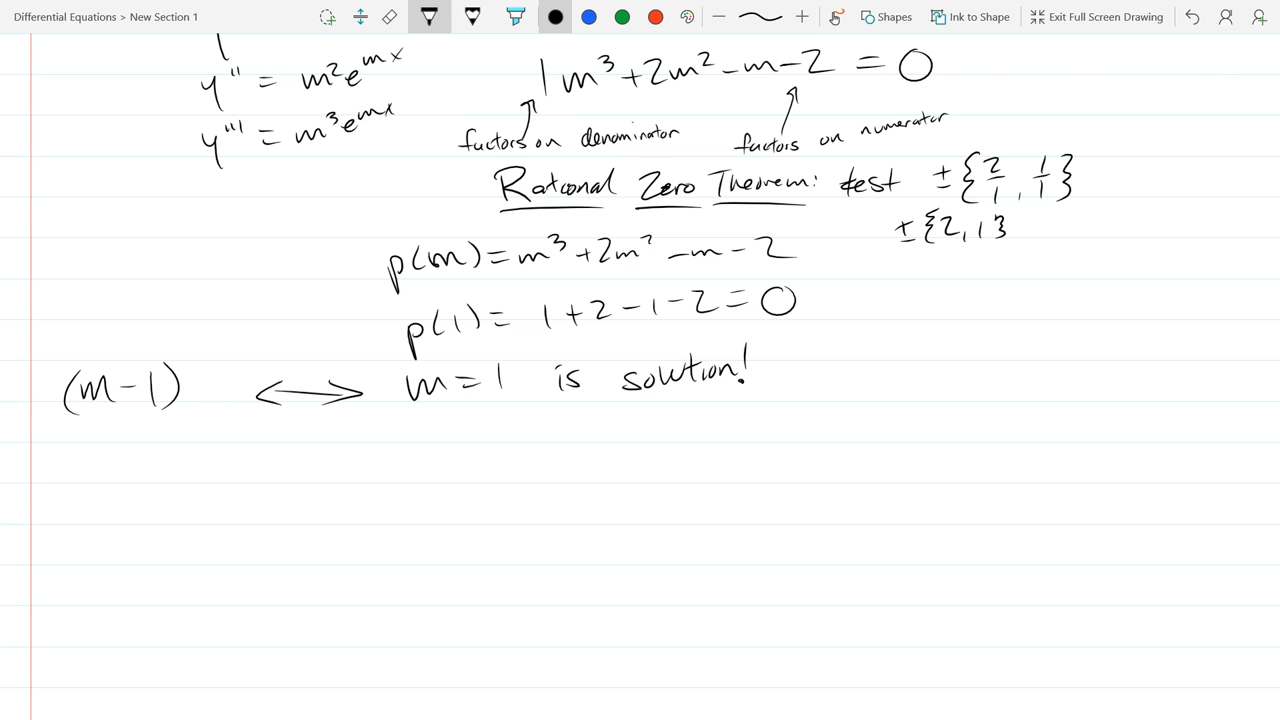 Differential Equations > New Section 1
Shapes
Ink to Shape
Exit Full Screen Drawing
y'' = m²e^{mx}
y''' = m³e^{mx}
1m³+2m²-m-2 = 0
factors on denominator
factors on numerator
Rational Zero Theorem: test ±{2/1, 1/1}
±{2,1}
p(m)=m³+2m²-m-2
p(1)= 1+2-1-2=0
(m-1) ⟺ m=1 is solution!